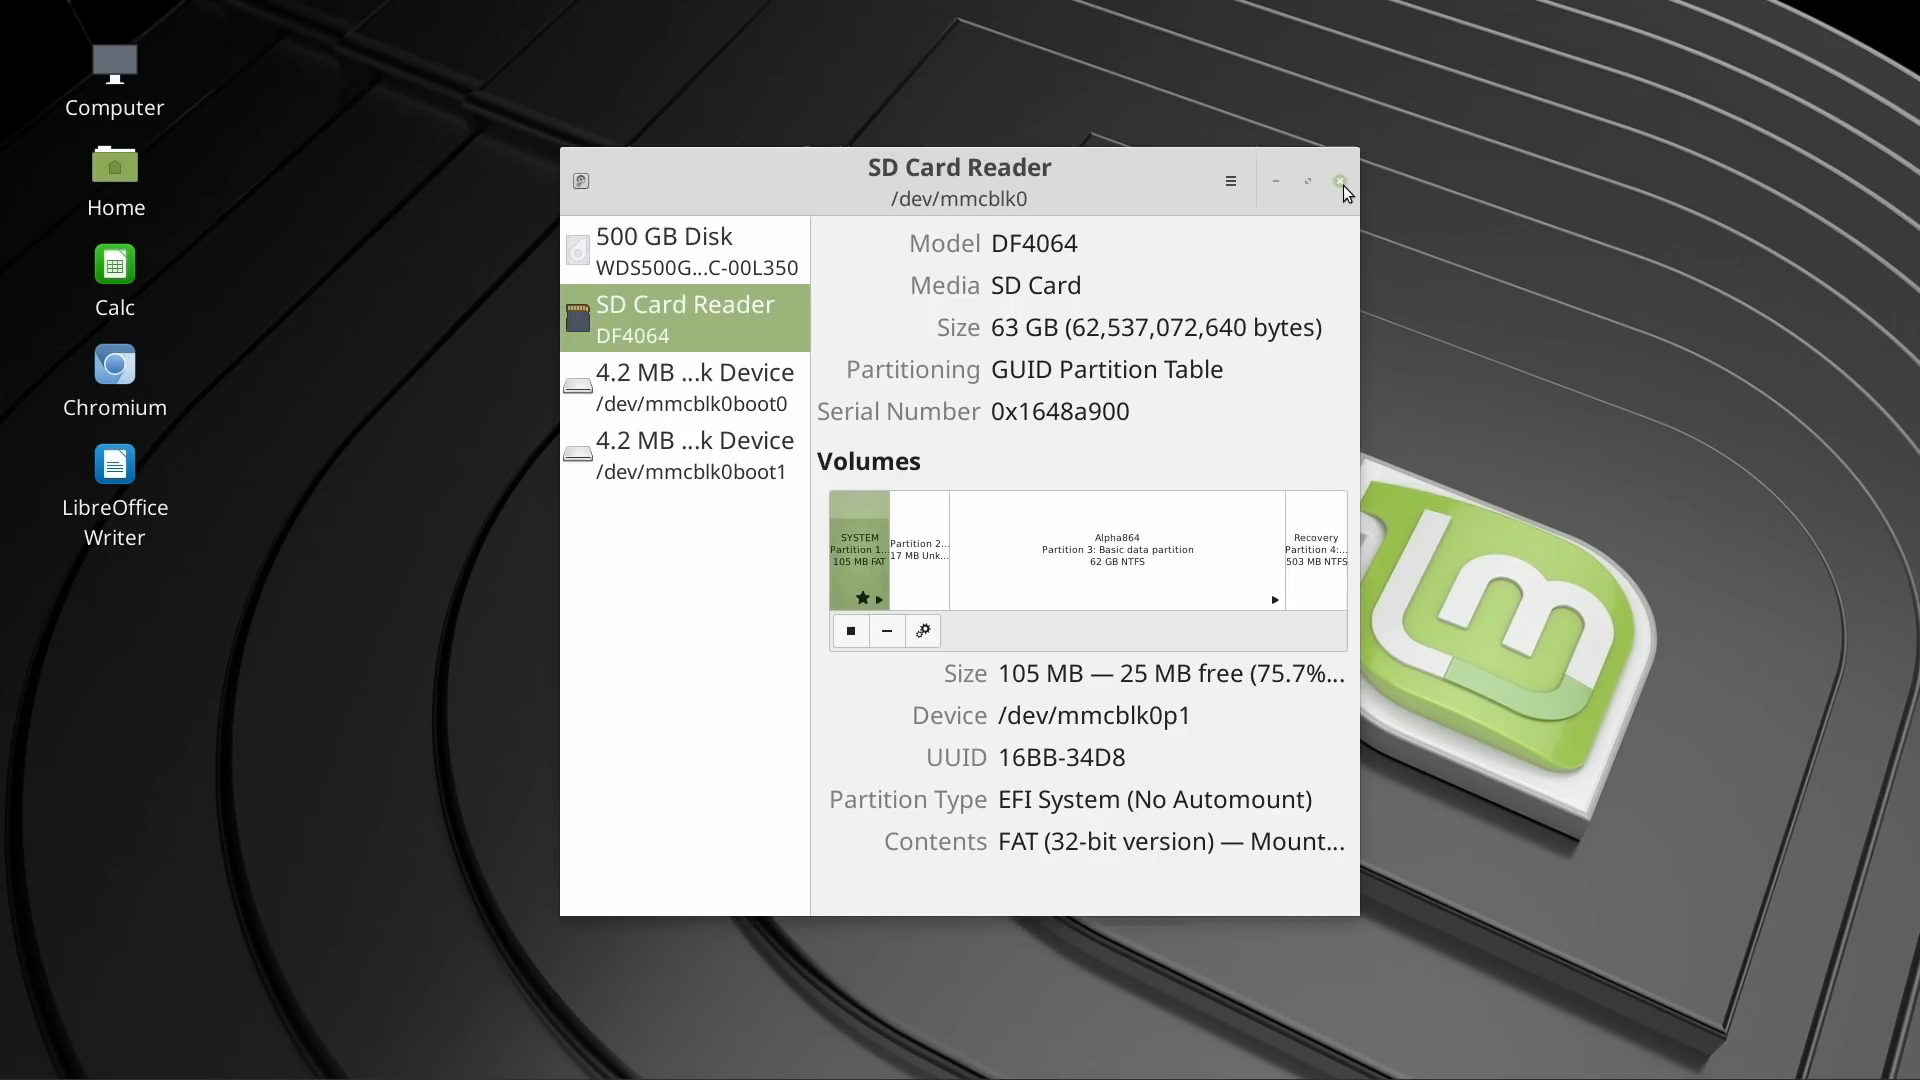 Computer
Home
Calc
Chromium
LibreOffice
Writer
SD Card Reader
/dev/mmcblk0
500 GB Disk
WDS500G...C-00L350
SD Card Reader
DF4064
4.2 MB ...k Device
/dev/mmcblk0boot0
4.2 MB ...k Device
/dev/mmcblk0boot1
Model DF4064
Media SD Card
Size 63 GB (62,537,072,640 bytes)
Partitioning GUID Partition Table
Serial Number 0x1648a900
Volumes
SYSTEM
Partition 1...
105 MB FAT
Partition 2...
17 MB Unk...
Alpha864
Partition 3: Basic data partition
62 GB NTFS
Recovery
Partition 4:...
503 MB NTFS
Size 105 MB — 25 MB free (75.7%...
Device /dev/mmcblk0p1
UUID 16BB-34D8
Partition Type EFI System (No Automount)
Contents FAT (32-bit version) — Mount...